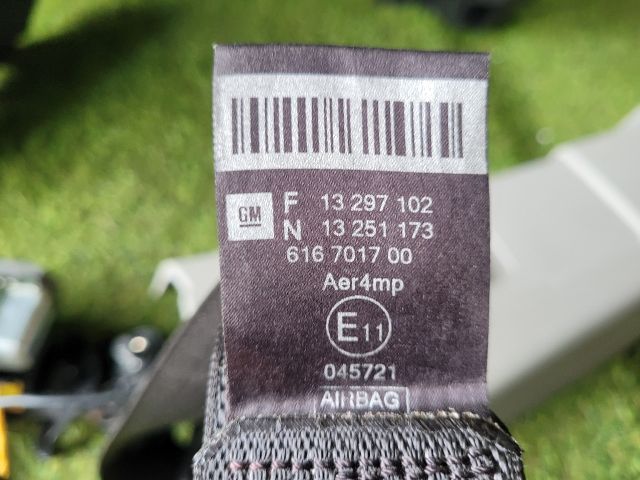 GM F 13 297 102
N 13 251 173
616 7017 00
Aer4mp
E11
045721
AIRBAG